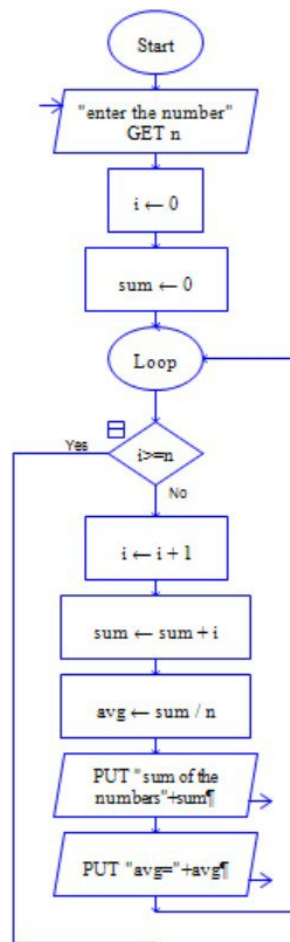 Start
"enter the number"
GET n
i ← 0
sum ← 0
Loop
Yes
i>=n
No
i ← i + 1
sum ← sum + i
avg ← sum / n
PUT "sum of the
numbers"+sum¶
PUT "avg="+avg¶